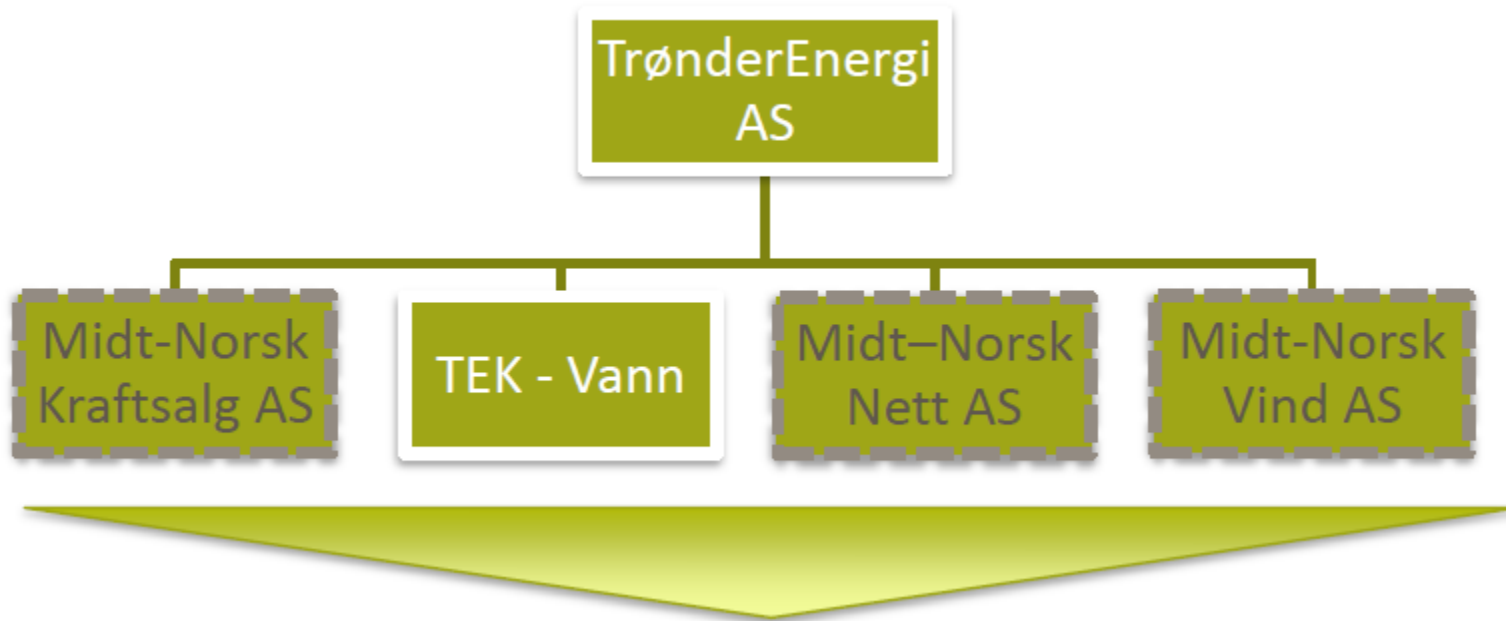 TrønderEnergi
AS
Midt-Norsk
Kraftsalg AS
TEK - Vann
Midt–Norsk
Nett AS
Midt-Norsk
Vind AS